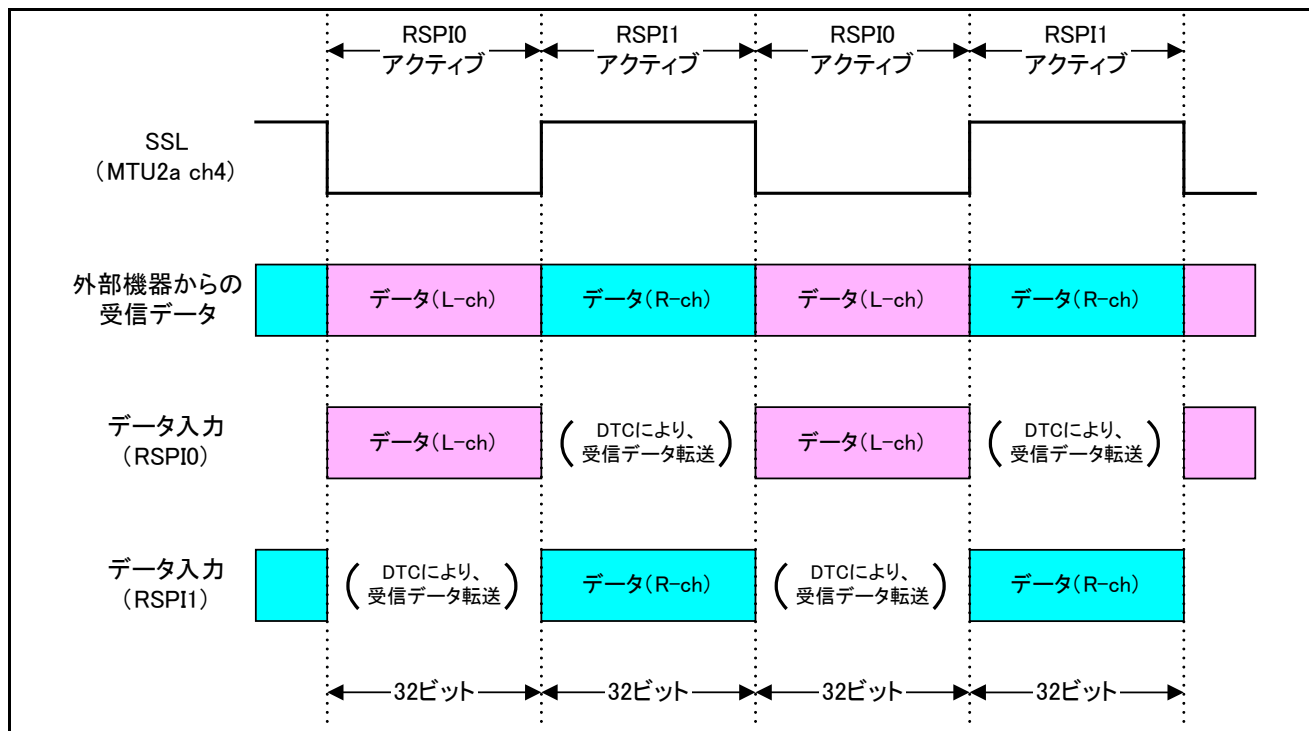 RSPI0
アクティブ
RSPI1
アクティブ
RSPI0
アクティブ
RSPI1
アクティブ
SSL
(MTU2a ch4)
外部機器からの
受信データ
データ(L-ch)
データ(R-ch)
データ(L-ch)
データ(R-ch)
データ入力
(RSPI0)
データ(L-ch)
(DTCにより、
受信データ転送)
データ(L-ch)
(DTCにより、
受信データ転送)
データ入力
(RSPI1)
(DTCにより、
受信データ転送)
データ(R-ch)
(DTCにより、
受信データ転送)
データ(R-ch)
32ビット
32ビット
32ビット
32ビット